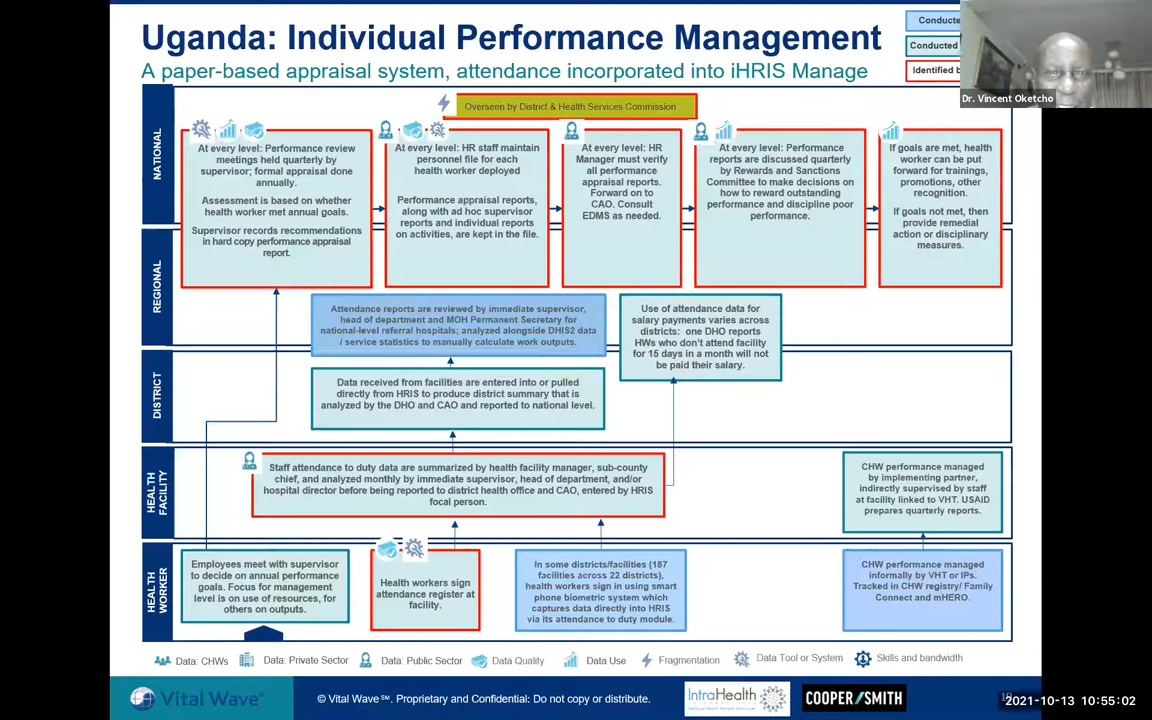 Uganda: Individual Performance Management
A paper-based appraisal system, attendance incorporated into iHRIS Manage
Conducte
Conducted
Identified b
Dr. Vincent Oketcho
NATIONAL
Overseen by District & Health Services Commission
At every level: Performance review
meetings held quarterly by
supervisor; formal appraisal done
annually.
Assessment is based on whether
health worker met annual goals.
Supervisor records recommendations
in hard copy performance appraisal
report.
At every level: HR staff maintain
personnel file for each
health worker deployed
Performance appraisal reports,
along with ad hoc supervisor
reports and individual reports
on activities, are kept in the file.
At every level: HR
Manager must verify
all performance
appraisal reports.
Forward on to
CAO. Consult
EDMS as needed.
At every level: Performance
reports are discussed quarterly
by Rewards and Sanctions
Committee to make decisions on
how to reward outstanding
performance and discipline poor
performance.
If goals are met, health
worker can be put
forward for trainings,
promotions, other
recognition.
If goals not met, then
provide remedial
action or disciplinary
measures.
REGIONAL
Attendance reports are reviewed by immediate supervisor,
head of department and MOH Permanent Secretary for
national-level referral hospitals; analyzed alongside DHIS2 data
/ service statistics to manually calculate work outputs.
Use of attendance data for
salary payments varies across
districts: one DHO reports
HWs who don't attend facility
for 15 days in a month will not
be paid their salary.
DISTRICT
Data received from facilities are entered into or pulled
directly from HRIS to produce district summary that is
analyzed by the DHO and CAO and reported to national level.
HEALTH
FACILITY
Staff attendance to duty data are summarized by health facility manager, sub-county
chief, and analyzed monthly by immediate supervisor, head of department, and/or
hospital director before being reported to district health office and CAO, entered by HRIS
focal person.
CHW performance managed
by implementing partner,
indirectly supervised by staff
at facility linked to VHT. USAID
prepares quarterly reports.
HEALTH
WORKER
Employees meet with supervisor
to decide on annual performance
goals. Focus for management
level is on use of resources, for
others on outputs.
Health workers sign
attendance register at
facility.
In some districts/facilities (187
facilities across 22 districts),
health workers sign in using smart
phone biometric system which
captures data directly into HRIS
via its attendance to duty module.
CHW performance managed
informally by VHT or IPs.
Tracked in CHW registry/ Family
Connect and mHERO.
Data: CHWs
Data: Private Sector
Data: Public Sector
Data Quality
Data Use
Fragmentation
Data Tool or System
Skills and bandwidth
Vital Wave™
© Vital Wave℠. Proprietary and Confidential: Do not copy or distribute.
IntraHealth
COOPER/SMITH
2021-10-13 10:55:02